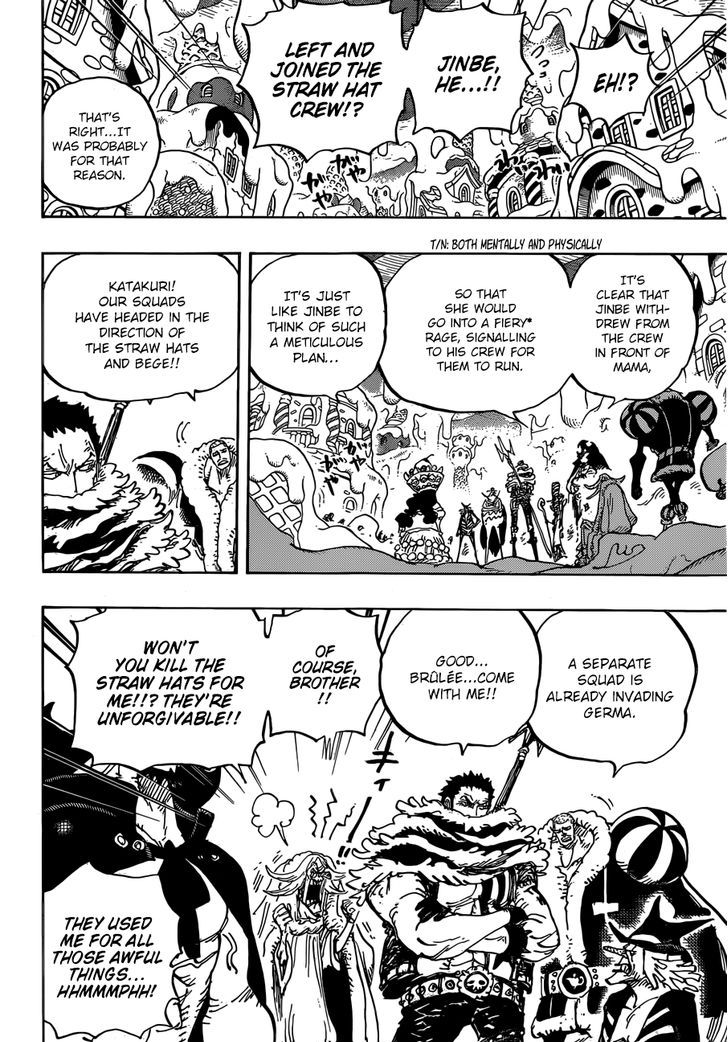 EH!?
JINBE,
HE...!!
LEFT AND
JOINED THE
STRAW HAT
CREW!?
THAT'S
RIGHT...IT
WAS PROBABLY
FOR THAT
REASON.
T/N: BOTH MENTALLY AND PHYSICALLY
IT'S
CLEAR THAT
JINBE WITH-
DREW FROM
THE CREW
IN FRONT OF
MAMA,
SO THAT
SHE WOULD
GO INTO A FIERY*
RAGE, SIGNALLING
TO HIS CREW FOR
THEM TO RUN.
IT'S JUST
LIKE JINBE TO
THINK OF SUCH
A METICULOUS
PLAN...
KATAKURI!
OUR SQUADS
HAVE HEADED IN THE
DIRECTION OF
THE STRAW HATS
AND BEGE!!
A SEPARATE
SQUAD IS
ALREADY INVADING
GERMA.
GOOD...
BRÛLÉE...COME
WITH ME!!
OF
COURSE,
BROTHER
!!
WON'T
YOU KILL THE
STRAW HATS FOR
ME!!? THEY'RE
UNFORGIVABLE!!
THEY USED
ME FOR ALL
THOSE AWFUL
THINGS...
HHMMMPHH!